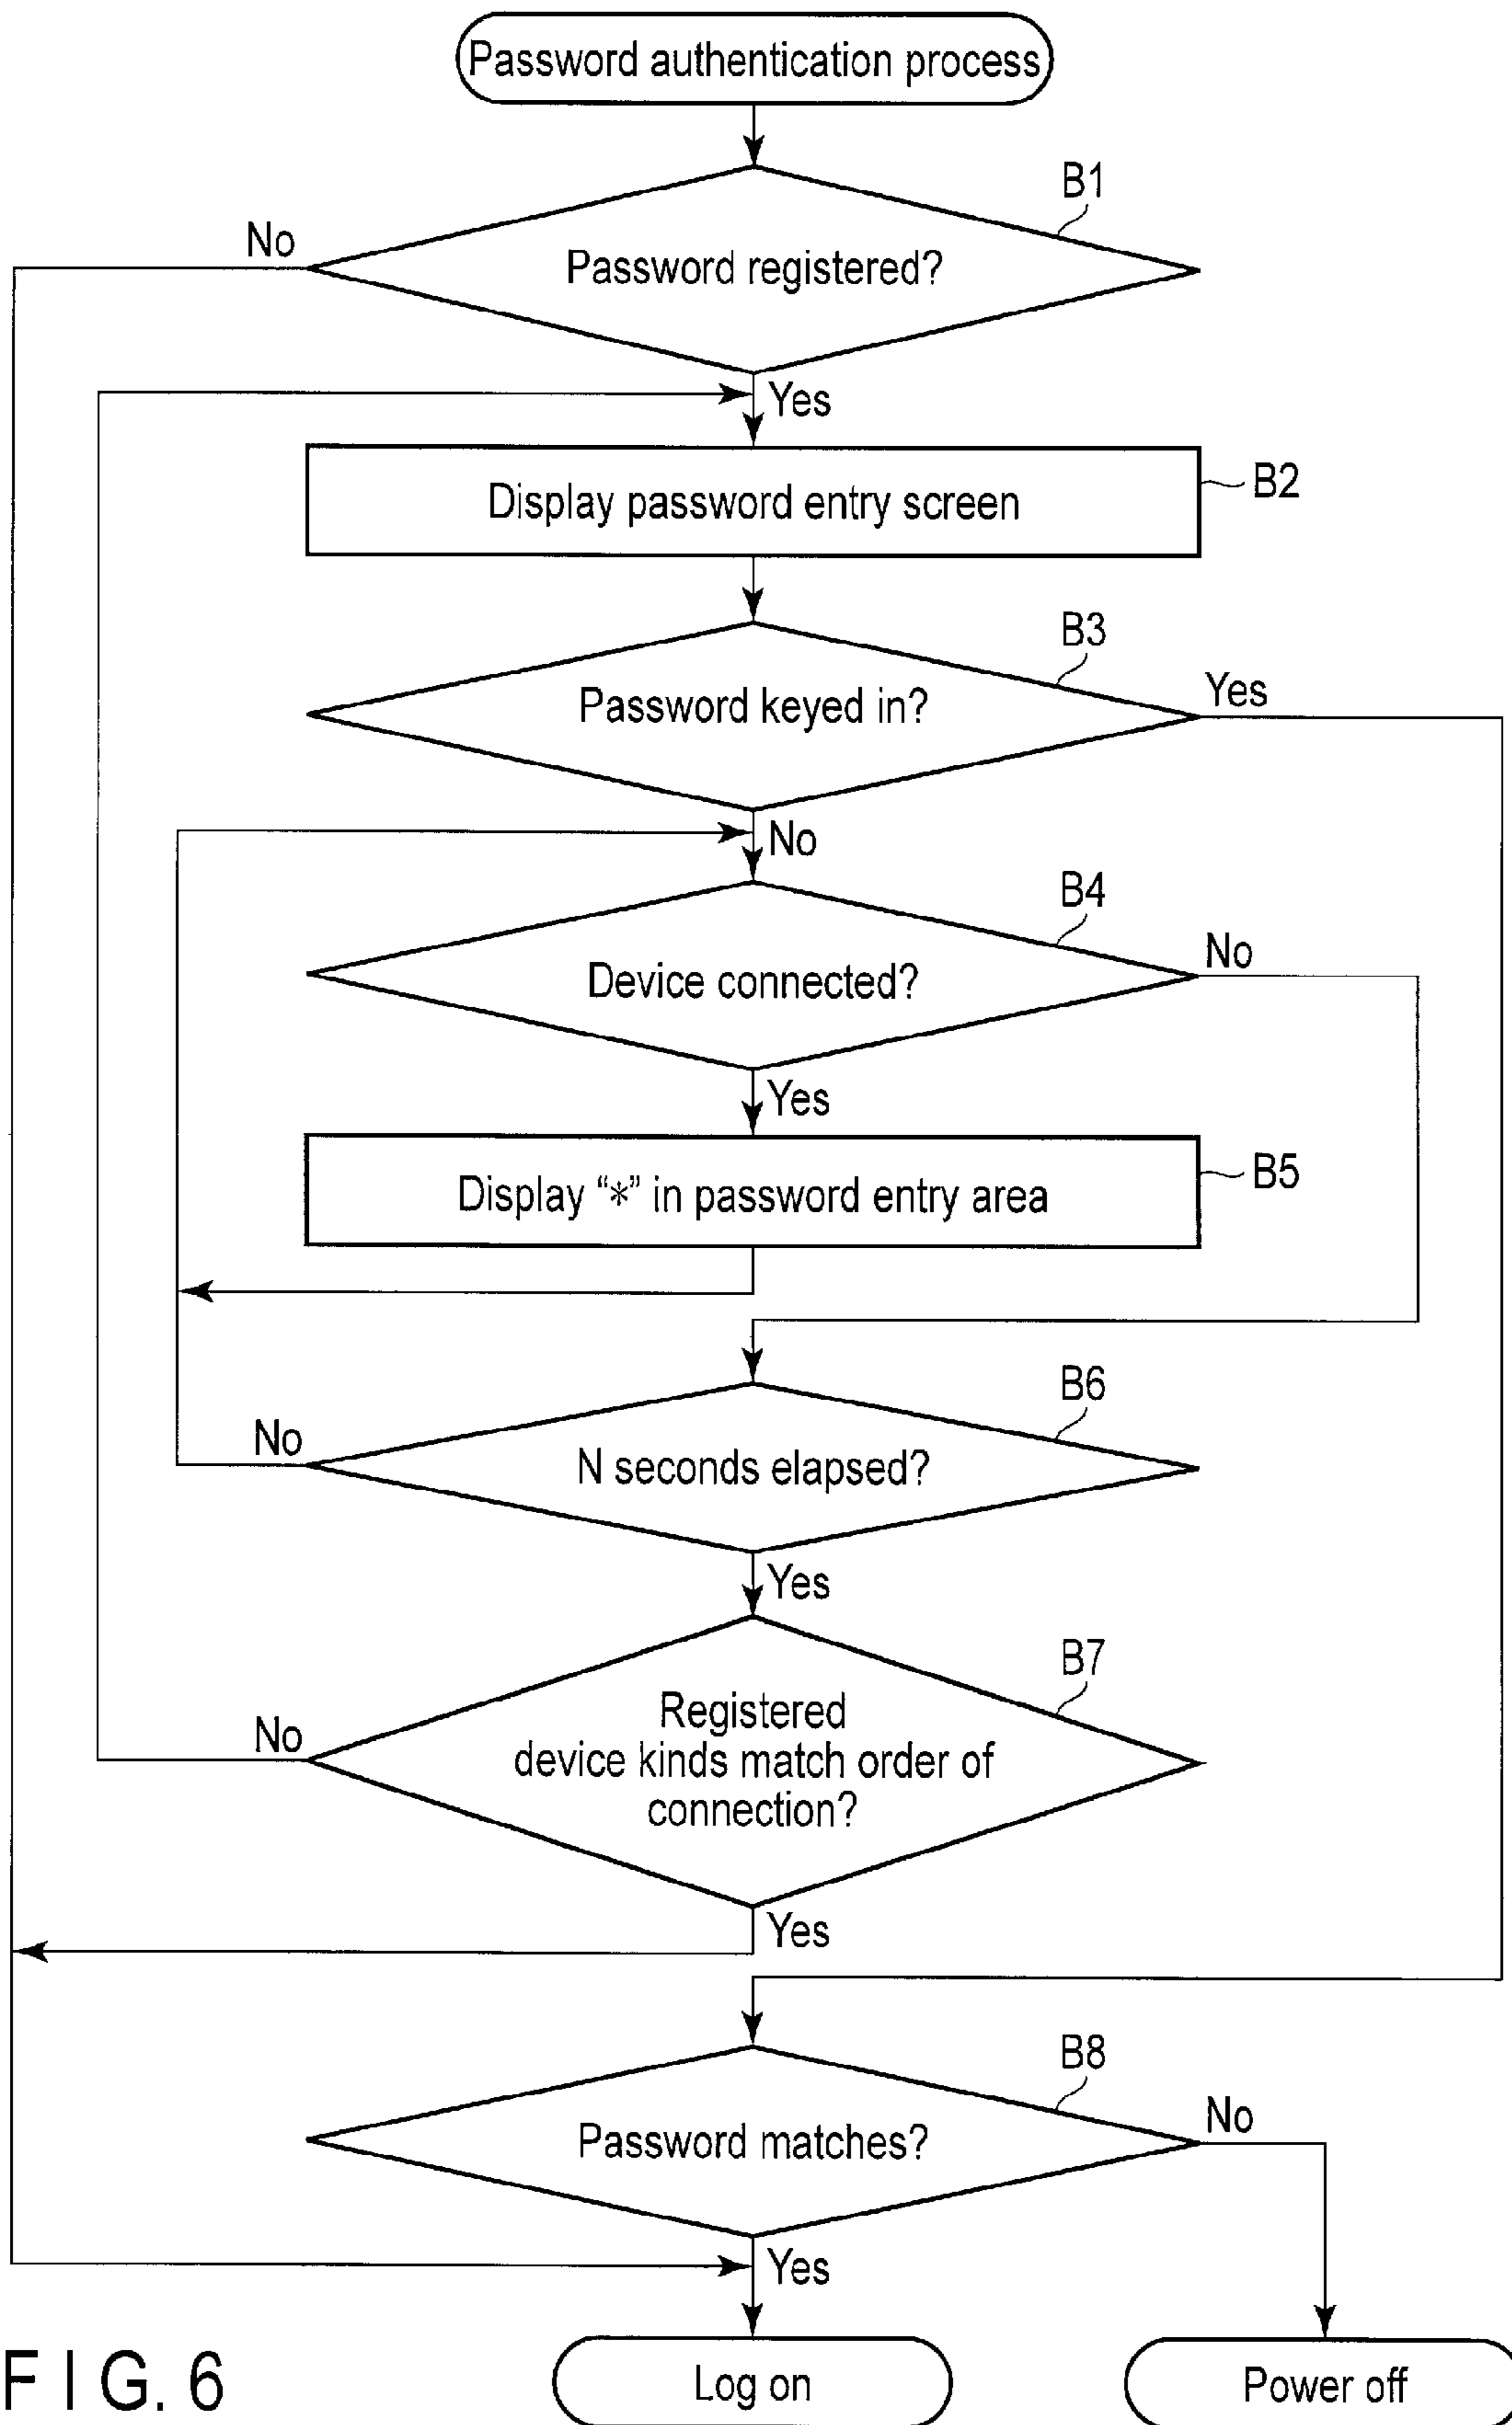 Password authentication process
B1
No
Password registered?
Yes
Display password entry screen
B2
B3
Password keyed in?
Yes
No
B4
Device connected?
No
Yes
Display “*” in password entry area
B5
B6
No
N seconds elapsed?
Yes
B7
Registered
device kinds match order of
connection?
No
Yes
B8
Password matches?
No
Yes
Log on
Power off
FIG. 6